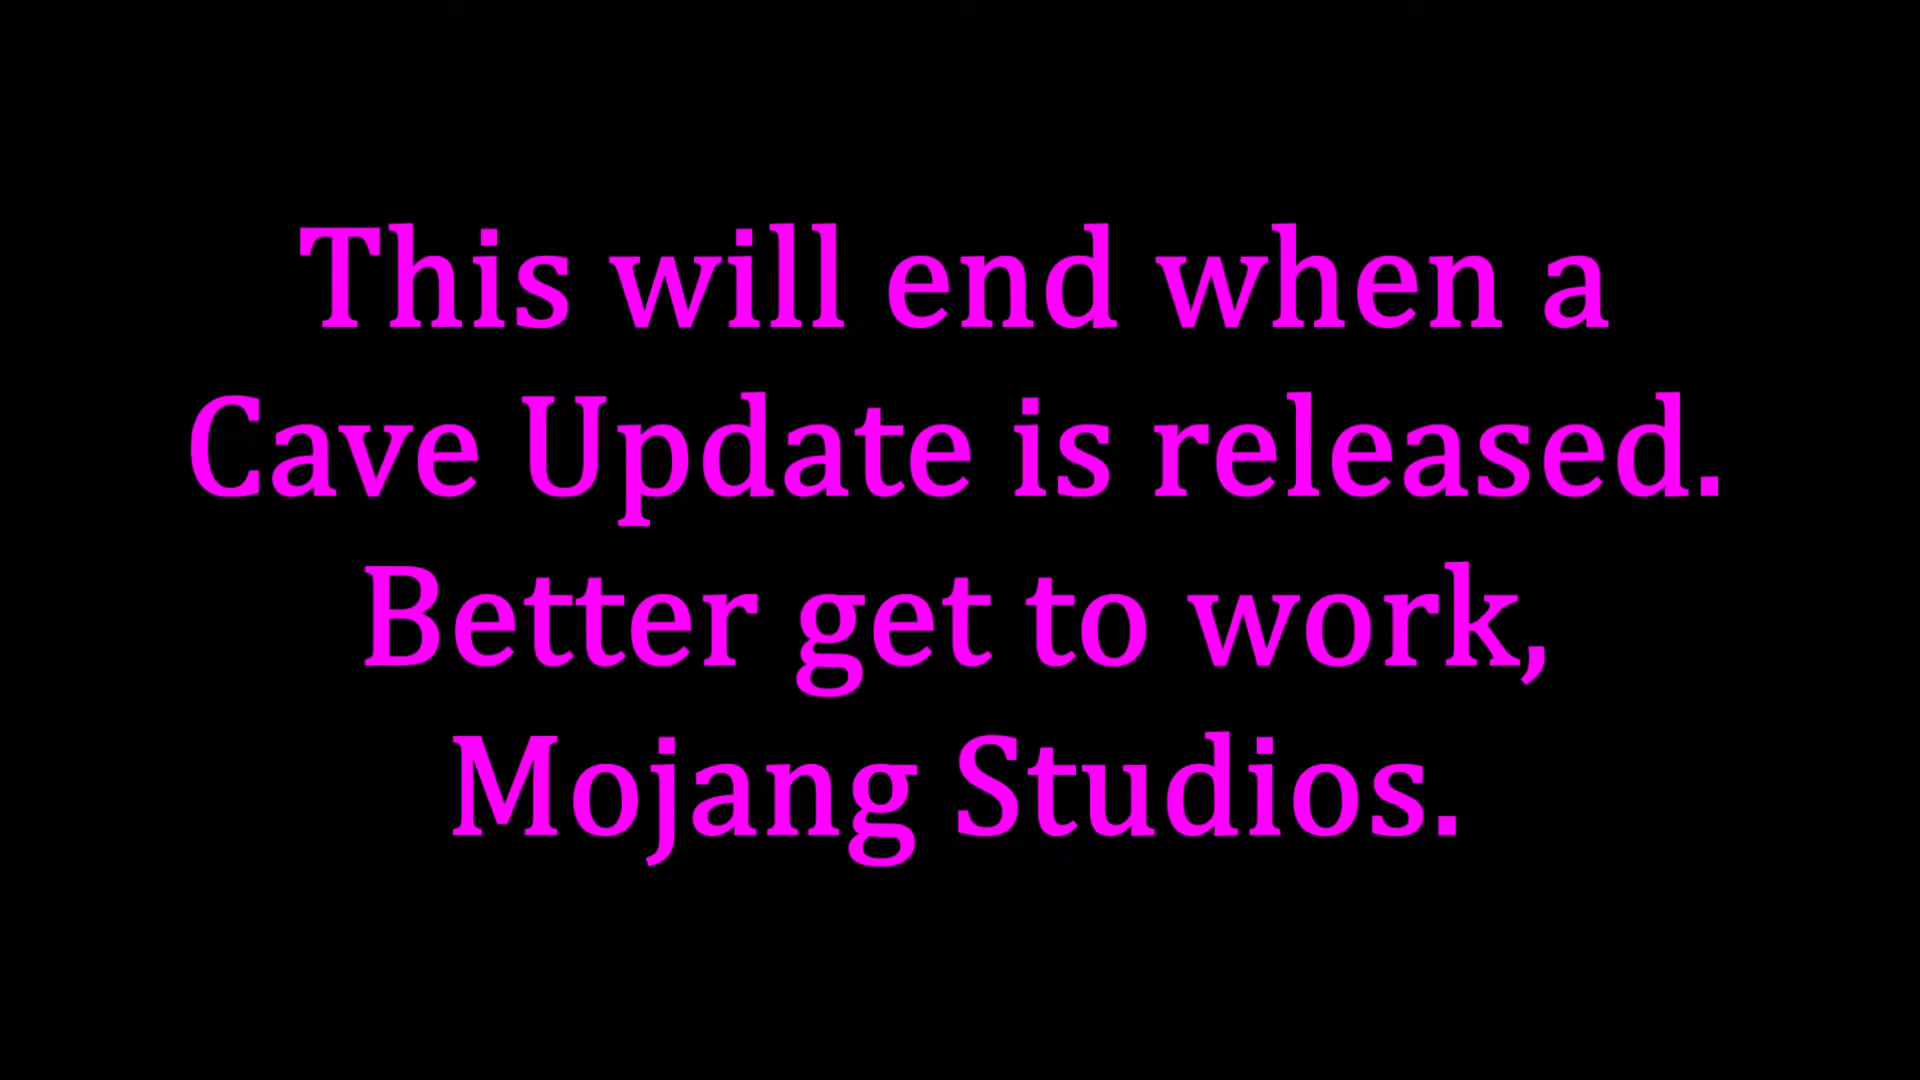 This will end when a
Cave Update is released.
Better get to work,
Mojang Studios.